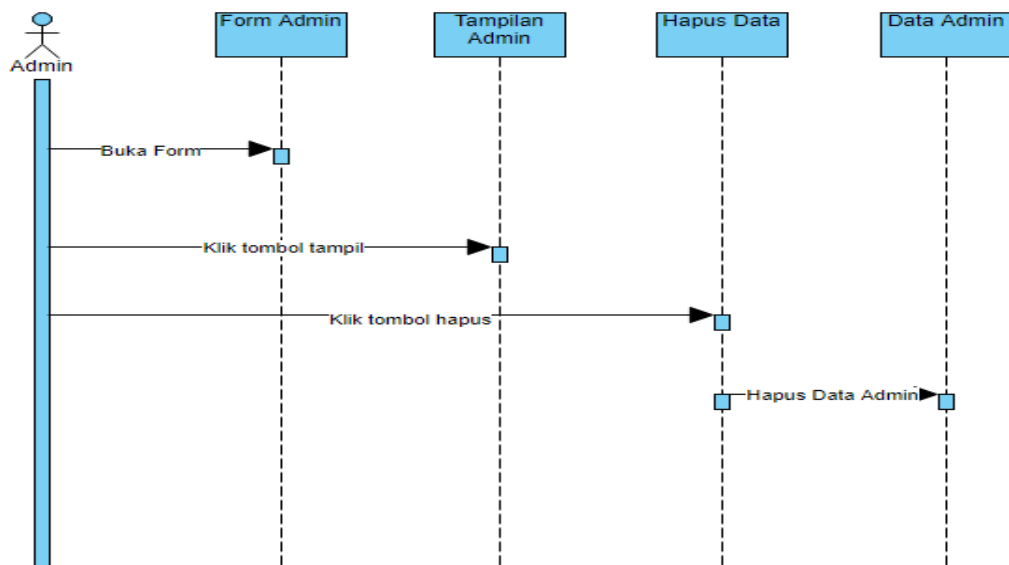 Form Admin
Tampilan
Admin
Hapus Data
Data Admin
Admin
Buka Form
Klik tombol tampil
Klik tombol hapus
Hapus Data Admin